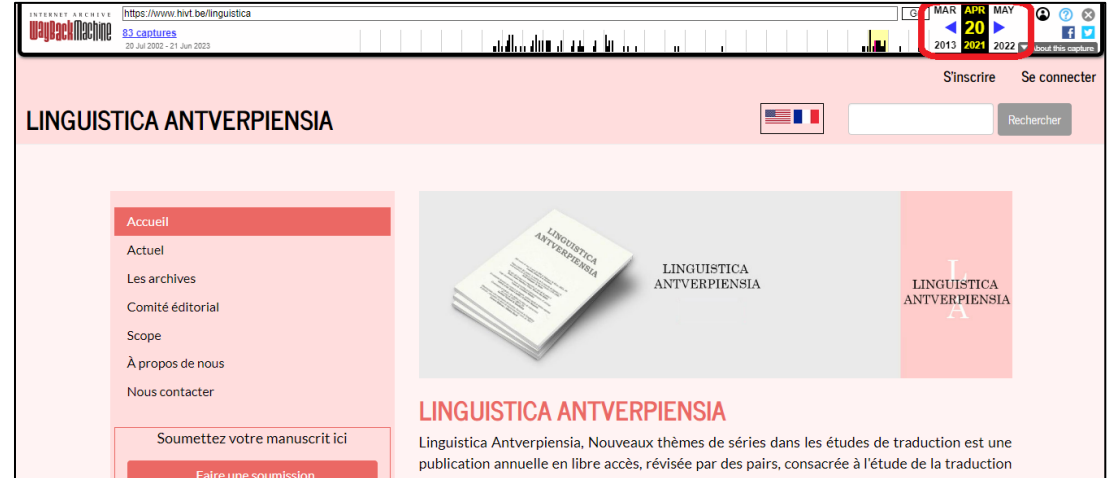 INTERNET ARCHIVE
WayBackMachine
https://www.hivt.be/linguistica
Go
83 captures
20 Jul 2002 - 21 Jun 2023
MAR APR MAY
20
2013 2021 2022
About this capture
S'inscrire Se connecter
LINGUISTICA ANTVERPIENSIA
Rechercher
Accueil
Actuel
Les archives
Comité éditorial
Scope
À propos de nous
Nous contacter
Soumettez votre manuscrit ici
Faire une soumission
LINGUISTICA
ANTVERPIENSIA
LINGUISTICA
ANTVERPIENSIA
L
LINGUISTICA
ANTVERPIENSIA
A
LINGUISTICA ANTVERPIENSIA
Linguistica Antverpiensia, Nouveaux thèmes de séries dans les études de traduction est une
publication annuelle en libre accès, révisée par des pairs, consacrée à l'étude de la traduction